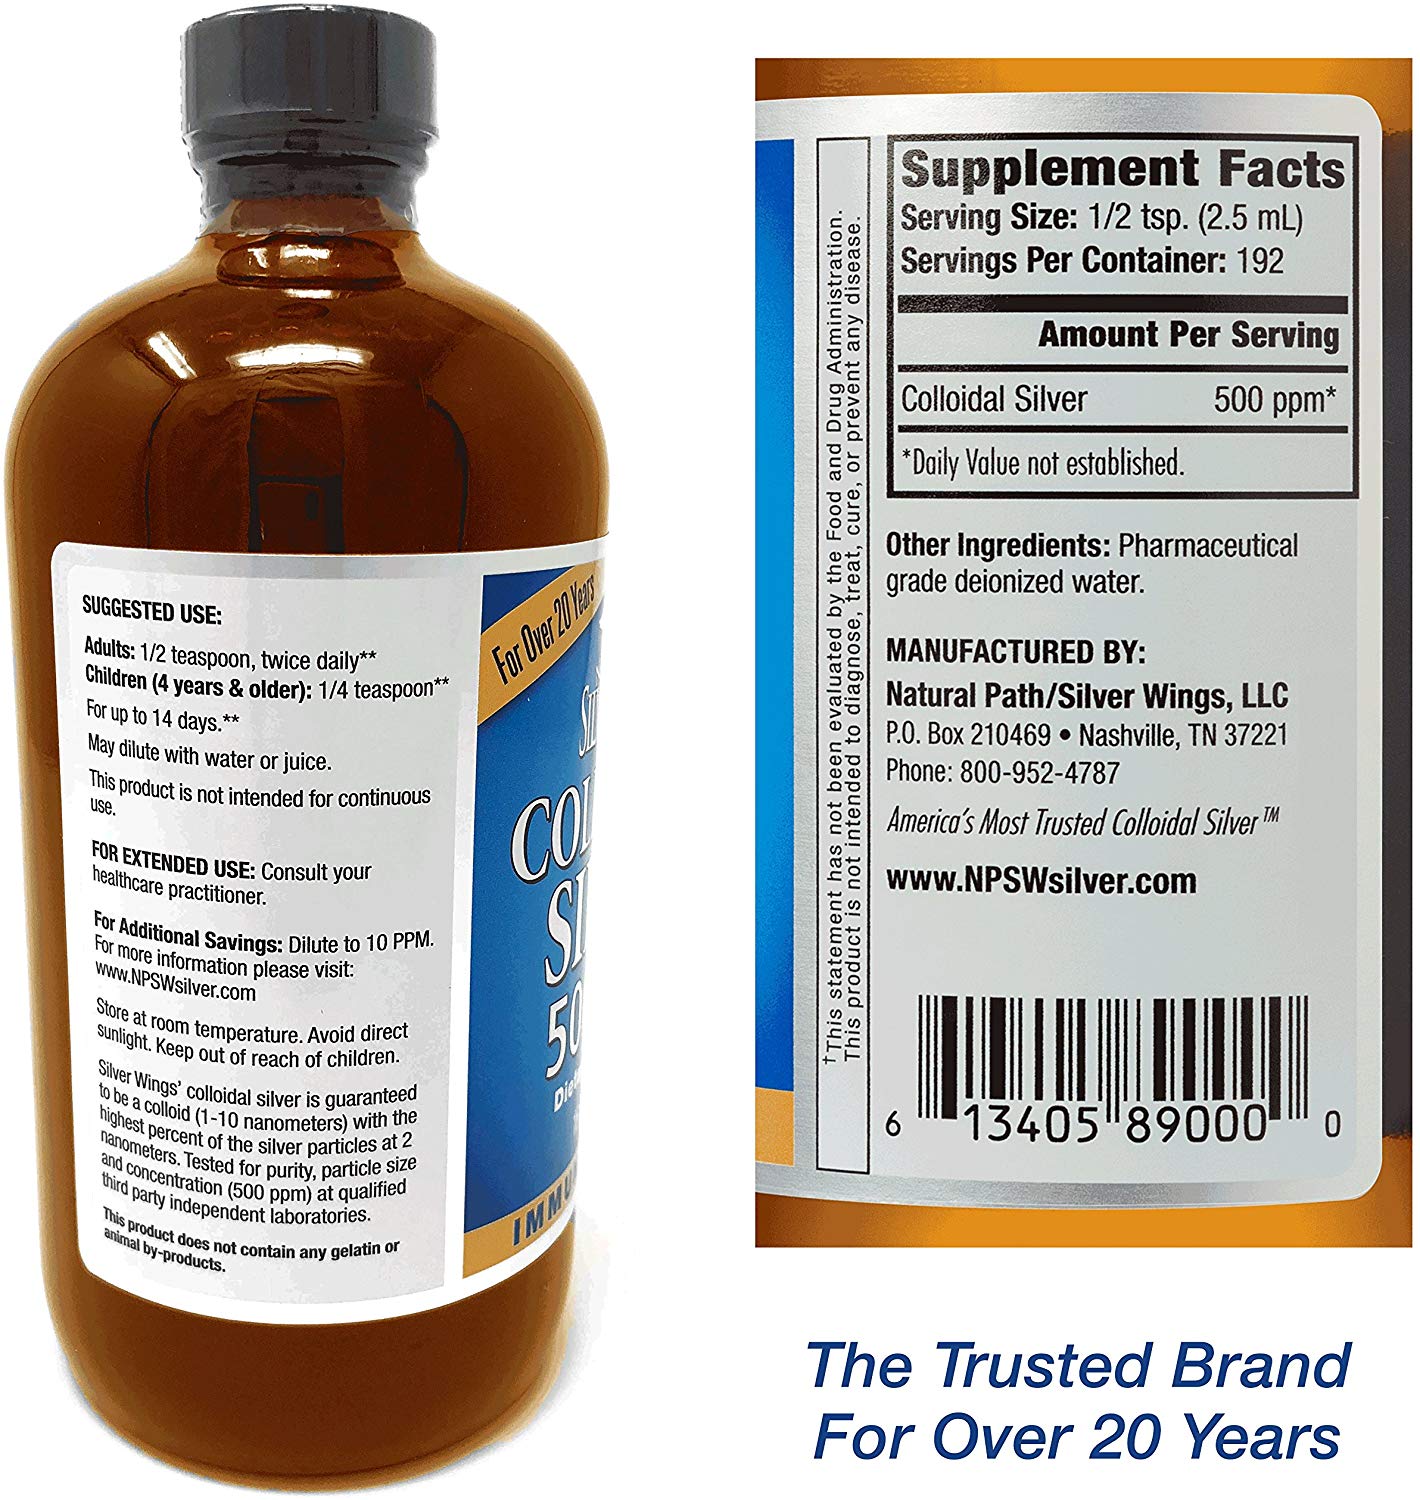 SUGGESTED USE:
Adults: 1/2 teaspoon, twice daily**
Children (4 years & older): 1/4 teaspoon**
For up to 14 days.**
May dilute with water or juice.
This product is not intended for continuous
use.
FOR EXTENDED USE: Consult your
healthcare practitioner.
For Additional Savings: Dilute to 10 PPM.
For more information please visit:
www.NPSWsilver.com
Store at room temperature. Avoid direct
sunlight. Keep out of reach of children.
Silver Wings' colloidal silver is guaranteed
to be a colloid (1-10 nanometers) with the
highest percent of the silver particles at 2
nanometers. Tested for purity, particle size
and concentration (500 ppm) at qualified
third party independent laboratories.
This product does not contain any gelatin or
animal by-products.
For Over 20 Years
†This statement has not been evaluated by the Food and Drug Administration.
This product is not intended to diagnose, treat, cure, or prevent any disease.
Supplement Facts
Serving Size: 1/2 tsp. (2.5 mL)
Servings Per Container: 192
Amount Per Serving
Colloidal Silver 500 ppm*
*Daily Value not established.
Other Ingredients: Pharmaceutical
grade deionized water.
MANUFACTURED BY:
Natural Path/Silver Wings, LLC
P.O. Box 210469 • Nashville, TN 37221
Phone: 800-952-4787
America's Most Trusted Colloidal Silver™
www.NPSWsilver.com
6 13405 89000 0
The Trusted Brand
For Over 20 Years